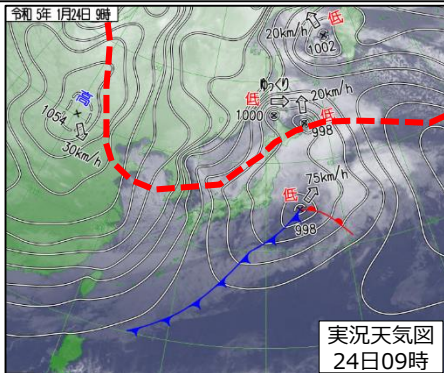 令和 5年 1月24日 9時
低
20km/h
1002
高
1054
30km/h
ゆっくり
低
1000
20km/h
低
998
低
75km/h
998
実況天気図
24日09時